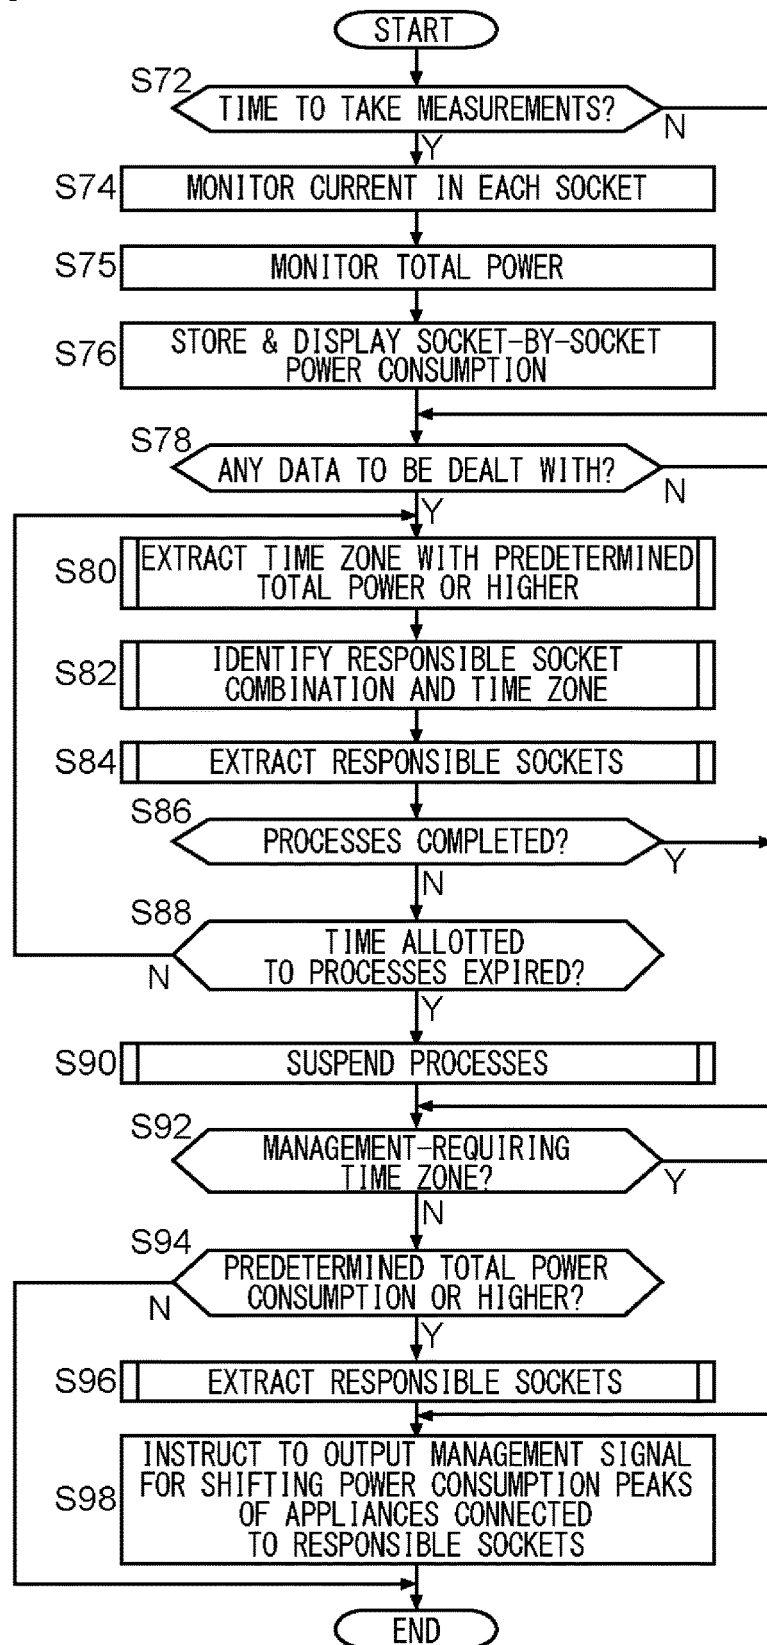 START
S72
TIME TO TAKE MEASUREMENTS?
N
Y
S74
MONITOR CURRENT IN EACH SOCKET
S75
MONITOR TOTAL POWER
S76
STORE & DISPLAY SOCKET-BY-SOCKET
POWER CONSUMPTION
S78
ANY DATA TO BE DEALT WITH?
N
Y
S80
EXTRACT TIME ZONE WITH PREDETERMINED
TOTAL POWER OR HIGHER
S82
IDENTIFY RESPONSIBLE SOCKET
COMBINATION AND TIME ZONE
S84
EXTRACT RESPONSIBLE SOCKETS
S86
PROCESSES COMPLETED?
Y
N
S88
TIME ALLOTTED
TO PROCESSES EXPIRED?
N
Y
S90
SUSPEND PROCESSES
S92
MANAGEMENT-REQUIRING
TIME ZONE?
Y
N
S94
PREDETERMINED TOTAL POWER
CONSUMPTION OR HIGHER?
N
Y
S96
EXTRACT RESPONSIBLE SOCKETS
S98
INSTRUCT TO OUTPUT MANAGEMENT SIGNAL
FOR SHIFTING POWER CONSUMPTION PEAKS
OF APPLIANCES CONNECTED
TO RESPONSIBLE SOCKETS
END